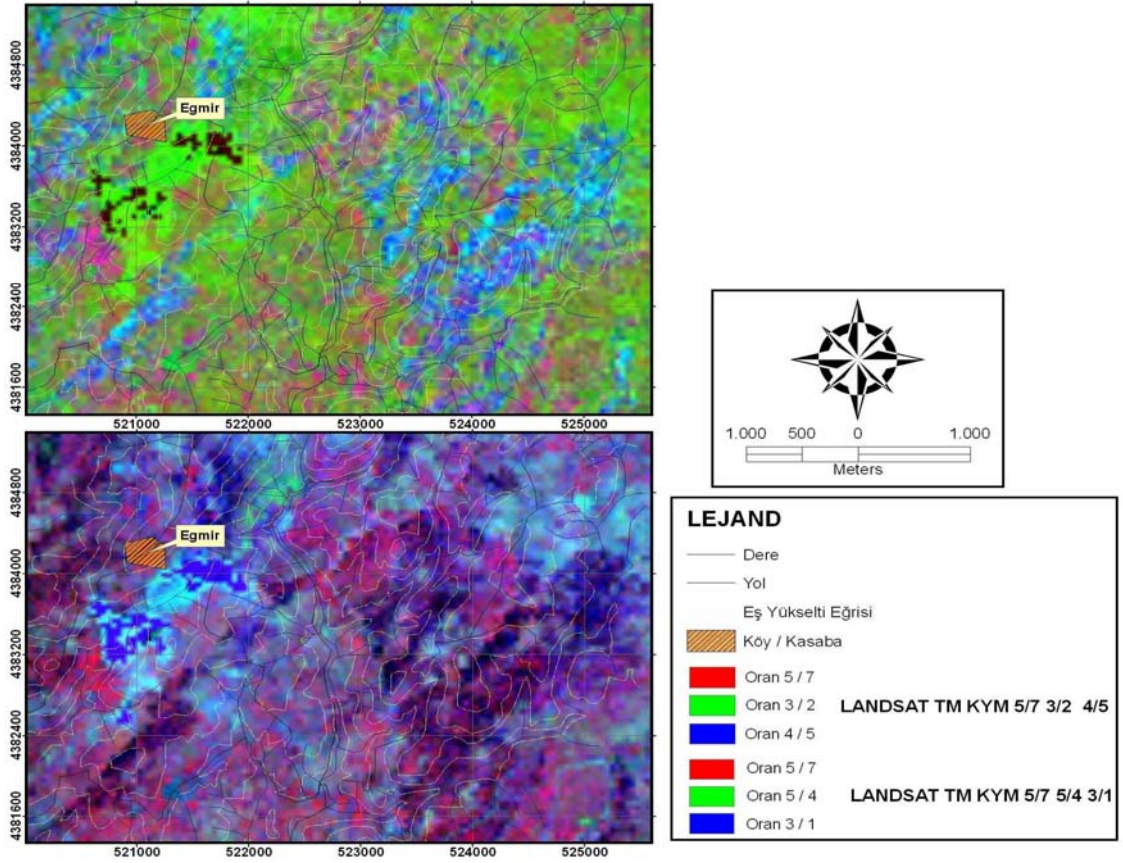 4384800
4384000
4383200
4382400
4381600
Egmir
521000 522000 523000 524000 525000
4384800
4384000
4383200
4382400
4381600
Egmir
521000 522000 523000 524000 525000
1.000 500 0 1.000
Meters
LEJAND
Dere
Yol
Eş Yükselti Eğrisi
Köy / Kasaba
Oran 5 / 7
Oran 3 / 2 LANDSAT TM KYM 5/7 3/2 4/5
Oran 4 / 5
Oran 5 / 7
Oran 5 / 4 LANDSAT TM KYM 5/7 5/4 3/1
Oran 3 / 1